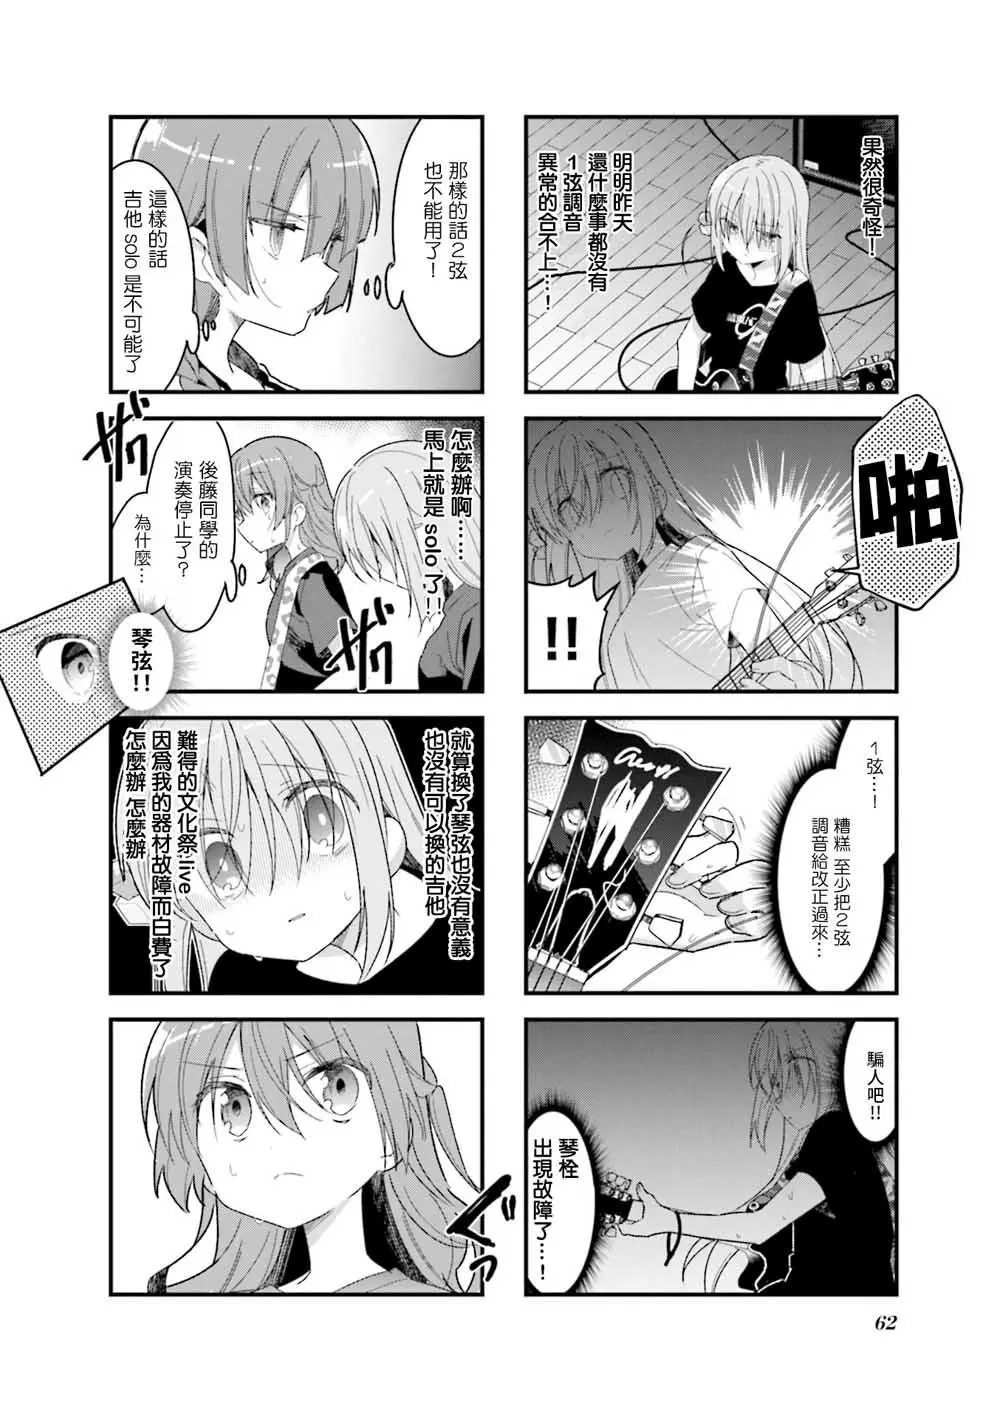 果然很奇怪！
明明昨天
還什麼事都沒有
1弦調音
異常的合不上…！
啪
!!
1弦…！
糟糕 至少把2弦
調音給改正過來…
騙人吧!!
琴栓
出現故障了…！
那樣的話2弦
也不能用了！
這樣的話
吉他solo是不可能了
怎麼辦啊……
馬上就是solo了!!
後藤同學的
演奏停止了？
為什麼…
琴弦!!
ザワ
ザワ
就算換了琴弦也沒有意義
也沒有可以換的吉他
難得的文化祭live
因為我的器材故障而白費了
怎麼辦 怎麼辦
ぐっ
62